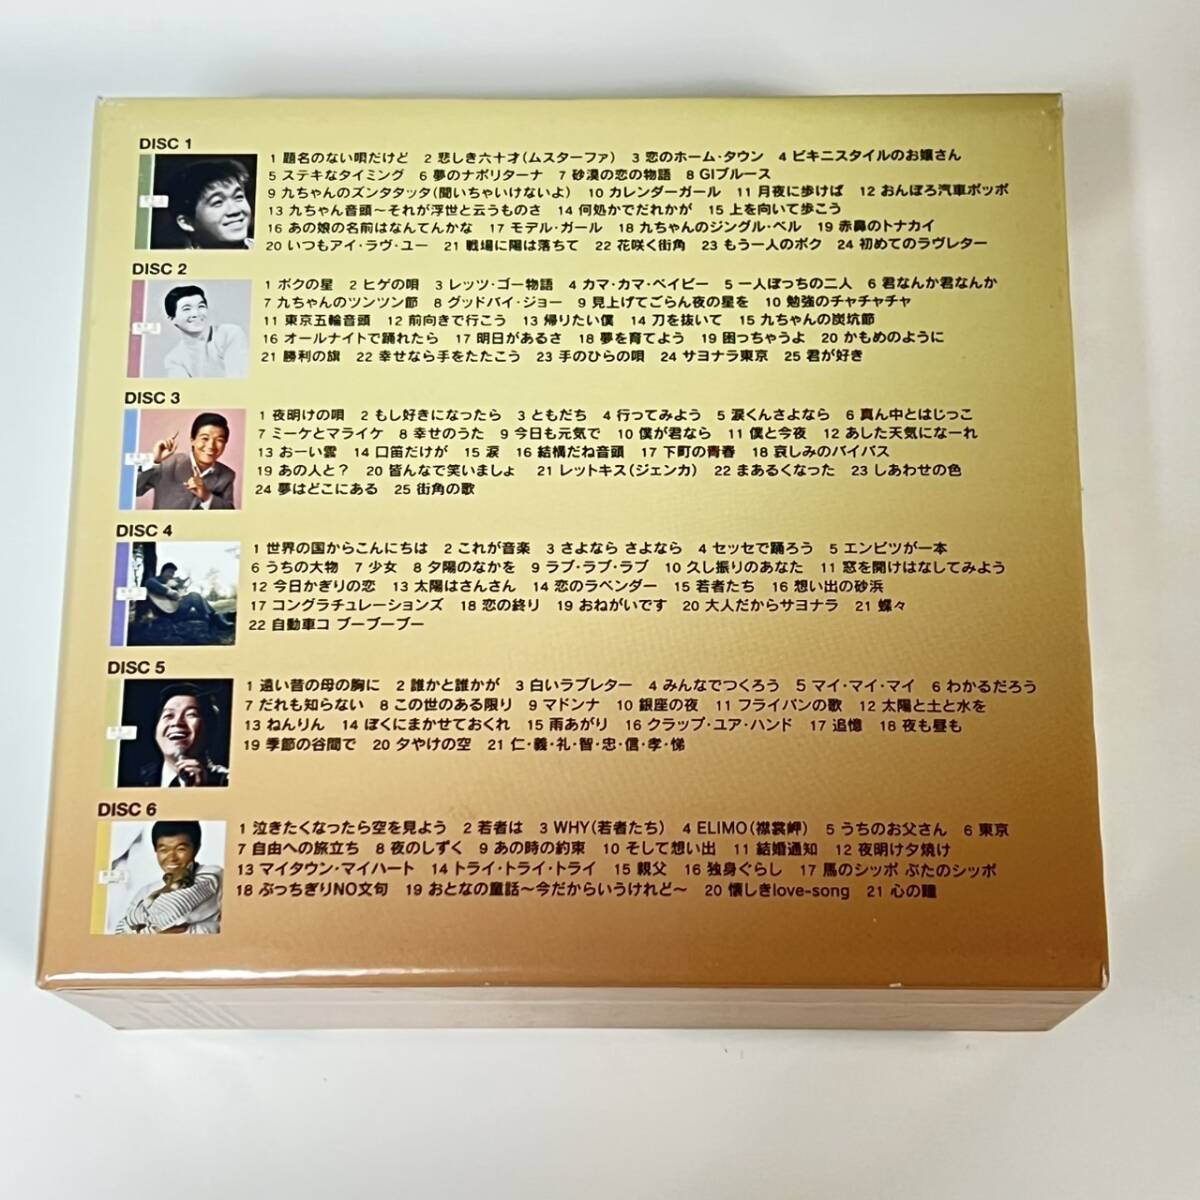 DISC 1
1 題名のない唄だけど 2 悲しき六十才(ムスターファ) 3 恋のホーム・タウン 4 ビキニスタイルのお嬢さん
5 ステキなタイミング 6 夢のナポリターナ 7 砂漠の恋の物語 8 GIブルース
9 九ちゃんのズンタタッタ(聞いちゃいけないよ) 10 カレンダーガール 11 月夜に歩けば 12 おんぼろ汽車ポッポ
13 九ちゃん音頭〜それが浮世と云うものさ 14 何処かでだれかが 15 上を向いて歩こう
16 あの娘の名前はなんてんかな 17 モデル・ガール 18 九ちゃんのジングル・ベル 19 赤鼻のトナカイ
20 いつもアイ・ラヴ・ユー 21 戦場に陽は落ちて 22 花咲く街角 23 もう一人のボク 24 初めてのラヴレター
DISC 2
1 ボクの星 2 ヒゲの唄 3 レッツ・ゴー物語 4 カマ・カマ・ベイビー 5 一人ぼっちの二人 6 君なんか君なんか
7 九ちゃんのツンツン節 8 グッドバイ・ジョー 9 見上げてごらん夜の星を 10 勉強のチャチャチャ
11 東京五輪音頭 12 前向きで行こう 13 帰りたい僕 14 刀を抜いて 15 九ちゃんの炭坑節
16 オールナイトで踊れたら 17 明日があるさ 18 夢を育てよう 19 困っちゃうよ 20 かもめのように
21 勝利の旗 22 幸せなら手をたたこう 23 手のひらの唄 24 サヨナラ東京 25 君が好き
DISC 3
1 夜明けの唄 2 もし好きになったら 3 ともだち 4 行ってみよう 5 涙くんさよなら 6 真ん中とはじっこ
7 ミーケとマライケ 8 幸せのうた 9 今日も元気で 10 僕が君なら 11 僕と今夜 12 あした天気になーれ
13 おーい雲 14 口笛だけが 15 涙 16 結構だね音頭 17 下町の青春 18 哀しみのバイパス
19 あの人と? 20 皆んなで笑いましょ 21 レットキス(ジェンカ) 22 まあるくなった 23 しあわせの色
24 夢はどこにある 25 街角の歌
DISC 4
1 世界の国からこんにちは 2 これが音楽 3 さよなら さよなら 4 セッセで踊ろう 5 エンピツが一本
6 うちの大物 7 少女 8 夕陽のなかを 9 ラブ・ラブ・ラブ 10 久し振りのあなた 11 窓を開けはなしてみよう
12 今日かぎりの恋 13 太陽はさんさん 14 恋のラベンダー 15 若者たち 16 想い出の砂浜
17 コングラチュレーションズ 18 恋の終り 19 おねがいです 20 大人だからサヨナラ 21 蝶々
22 自動車コ ブーブーブー
DISC 5
1 遠い昔の母の胸に 2 誰かと誰かが 3 白いラブレター 4 みんなでつくろう 5 マイ・マイ・マイ 6 わかるだろう
7 だれも知らない 8 この世のある限り 9 マドンナ 10 銀座の夜 11 フライパンの歌 12 太陽と土と水を
13 ねんりん 14 ぼくにまかせておくれ 15 雨あがり 16 クラップ・ユア・ハンド 17 追憶 18 夜も昼も
19 季節の谷間で 20 夕やけの空 21 仁・義・礼・智・忠・信・孝・悌
DISC 6
1 泣きたくなったら空を見よう 2 若者は 3 WHY(若者たち) 4 ELIMO(襟裳岬) 5 うちのお父さん 6 東京
7 自由への旅立ち 8 夜のしずく 9 あの時の約束 10 そして想い出 11 結婚通知 12 夜明け夕焼け
13 マイタウン・マイハート 14 トライ・トライ・トライ 15 親父 16 独身ぐらし 17 馬のシッポ ぶたのシッポ
18 ぶっちぎりNO文句 19 おとなの童話〜今だからいうけれど〜 20 懐しきlove-song 21 心の瞳